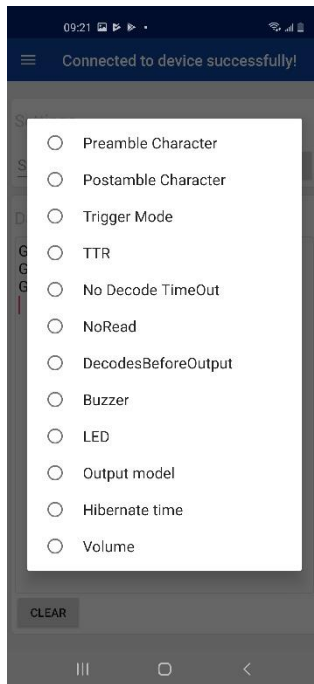 09:21
Connected to device successfully!
Preamble Character
Postamble Character
Trigger Mode
TTR
No Decode TimeOut
NoRead
DecodesBeforeOutput
Buzzer
LED
Output model
Hibernate time
Volume
CLEAR